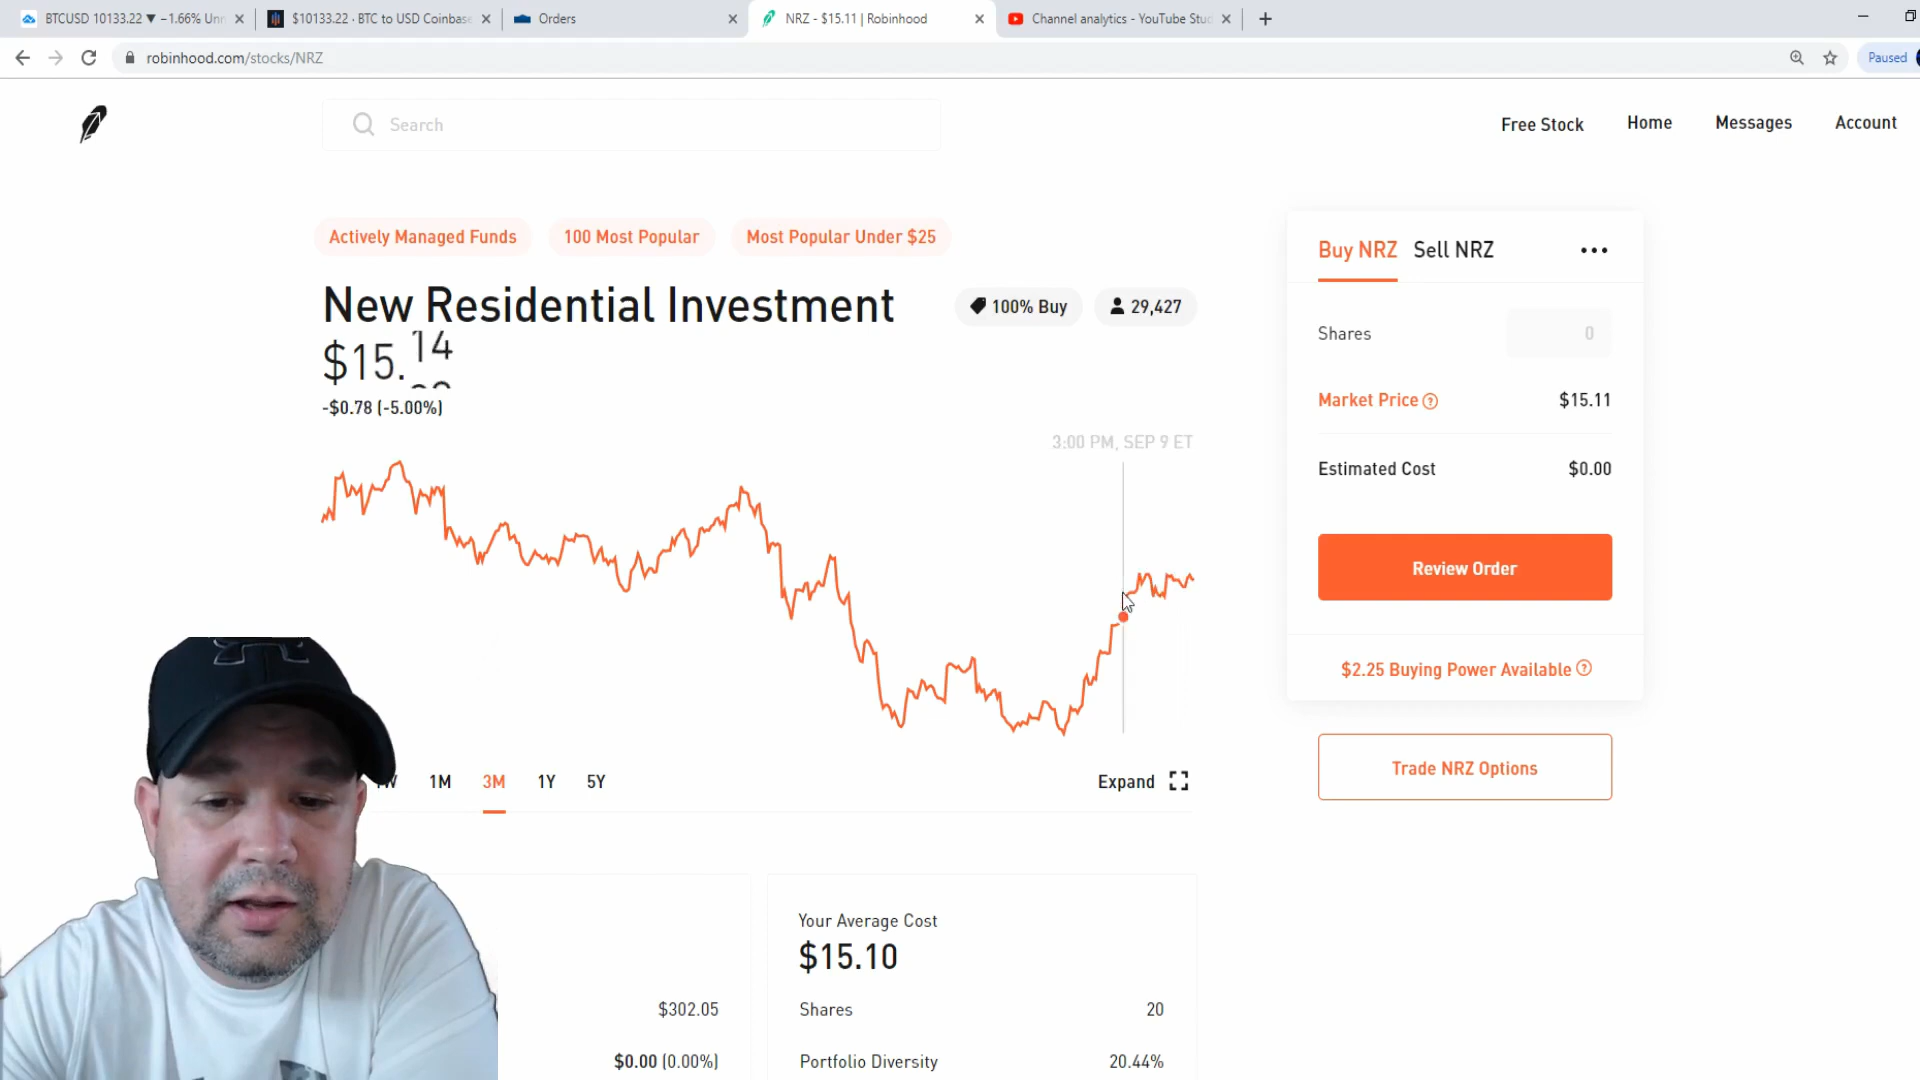 BTCUSD 10133.22 ▼ −1.66% Unn
$10133.22 · BTC to USD Coinbase
Orders
NRZ - $15.11 | Robinhood
Channel analytics - YouTube Stud
robinhood.com/stocks/NRZ
Paused
Search
Free Stock
Home
Messages
Account
Actively Managed Funds
100 Most Popular
Most Popular Under $25
New Residential Investment
100% Buy
29,427
$15.14
-$0.78 (-5.00%)
3:00 PM, SEP 9 ET
1M
3M
1Y
5Y
Expand
Buy NRZ
Sell NRZ
Shares
0
Market Price
$15.11
Estimated Cost
$0.00
Review Order
$2.25 Buying Power Available
Trade NRZ Options
$302.05
$0.00 (0.00%)
Your Average Cost
$15.10
Shares
20
Portfolio Diversity
20.44%